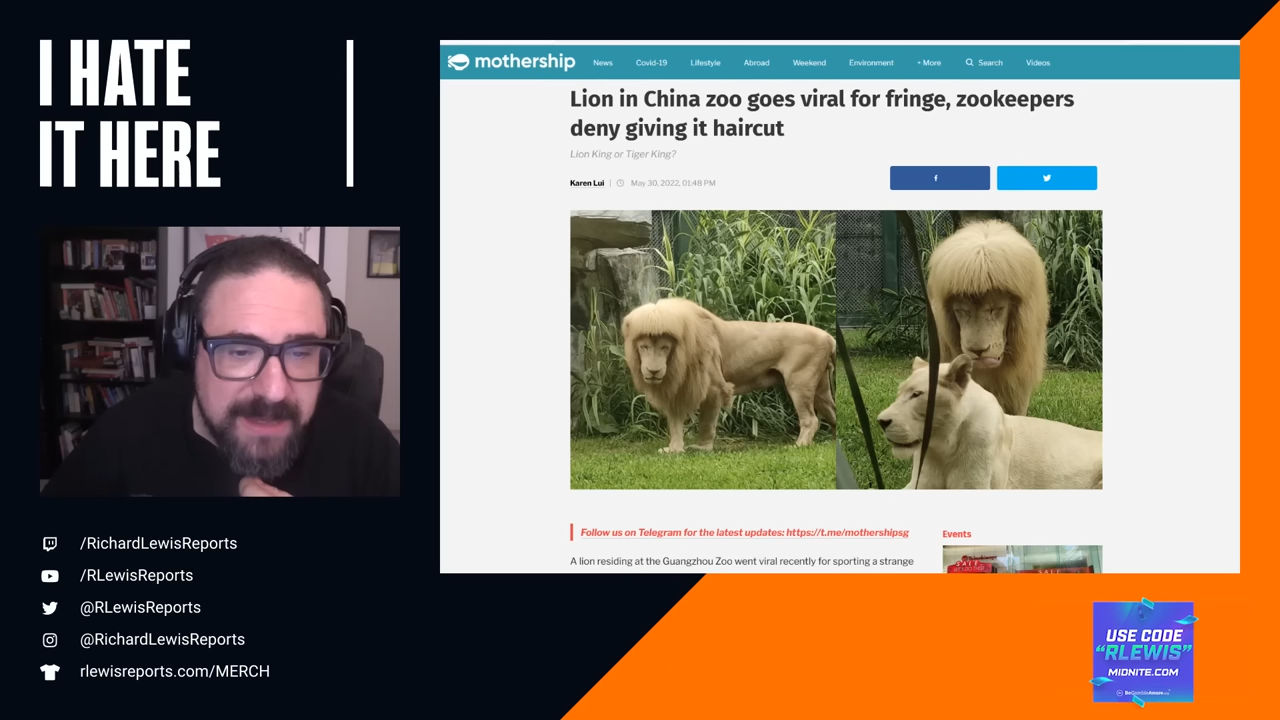 I HATE
IT HERE
mothership
News
Covid-19
Lifestyle
Abroad
Weekend
Environment
+ More
Search
Videos
Lion in China zoo goes viral for fringe, zookeepers
deny giving it haircut
Lion King or Tiger King?
Karen Lui | May 30, 2022, 01:48 PM
Follow us on Telegram for the latest updates: https://t.me/mothershipsg
Events
A lion residing at the Guangzhou Zoo went viral recently for sporting a strange
SALE
SALE
/RichardLewisReports
/RLewisReports
@RLewisReports
@RichardLewisReports
rlewisreports.com/MERCH
USE CODE
“RLEWIS”
MIDNITE.COM
BeGambleAware.org